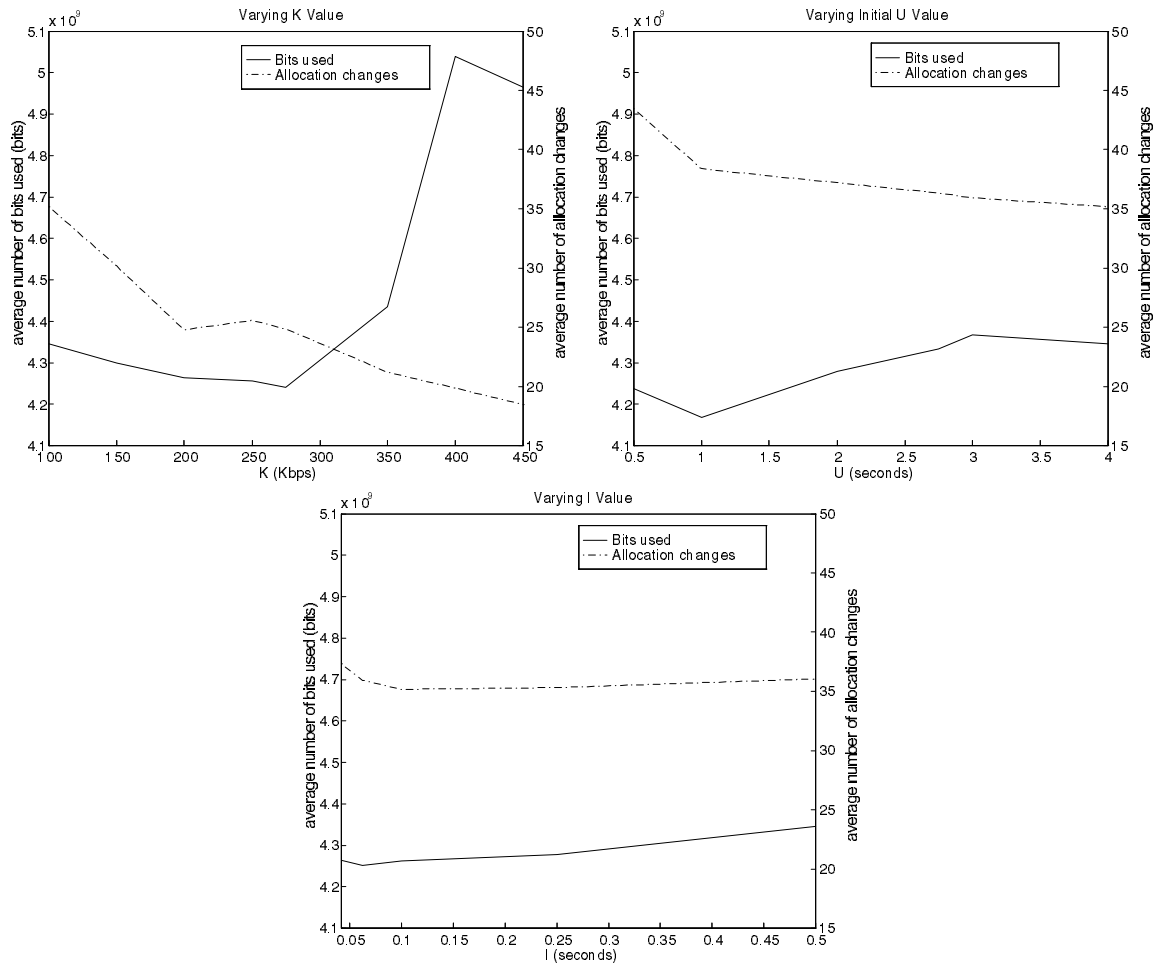 Varying K Value
x 10^9
Bits used
Allocation changes
average number of bits used (bits)
5.1
5
4.9
4.8
4.7
4.6
4.5
4.4
4.3
4.2
4.1
50
45
40
35
30
25
20
15
average number of allocation changes
100 150 200 250 300 350 400 450
K (Kbps)
Varying Initial U Value
x 10^9
Bits used
Allocation changes
average number of bits used (bits)
5.1
5
4.9
4.8
4.7
4.6
4.5
4.4
4.3
4.2
4.1
50
45
40
35
30
25
20
15
average number of allocation changes
0.5 1 1.5 2 2.5 3 3.5 4
U (seconds)
Varying I Value
x 10^9
Bits used
Allocation changes
average number of bits used (bits)
5.1
5
4.9
4.8
4.7
4.6
4.5
4.4
4.3
4.2
4.1
50
45
40
35
30
25
20
15
average number of allocation changes
0.05 0.1 0.15 0.2 0.25 0.3 0.35 0.4 0.45 0.5
I (seconds)